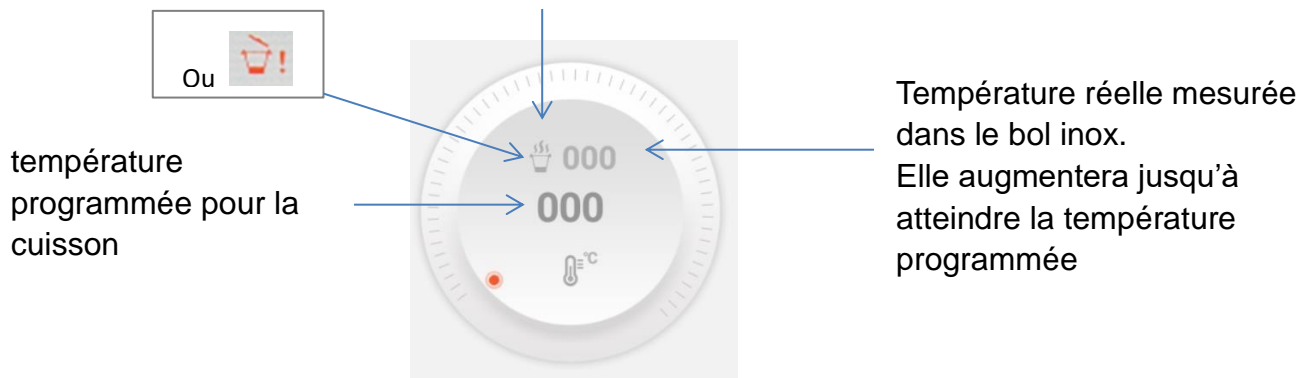 Ou !
température
programmée pour la
cuisson
000
000
°C
Température réelle mesurée
dans le bol inox.
Elle augmentera jusqu’à
atteindre la température
programmée